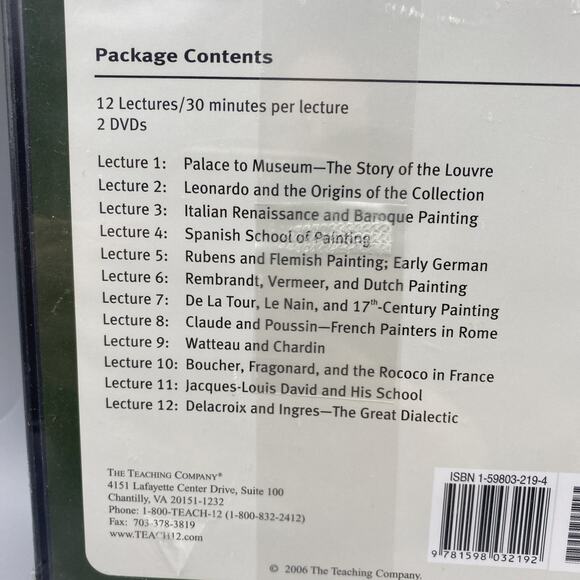 Package Contents
12 Lectures/30 minutes per lecture
2 DVDs
Lecture 1: Palace to Museum—The Story of the Louvre
Lecture 2: Leonardo and the Origins of the Collection
Lecture 3: Italian Renaissance and Baroque Painting
Lecture 4: Spanish School of Painting
Lecture 5: Rubens and Flemish Painting; Early German
Lecture 6: Rembrandt, Vermeer, and Dutch Painting
Lecture 7: De La Tour, Le Nain, and 17th-Century Painting
Lecture 8: Claude and Poussin—French Painters in Rome
Lecture 9: Watteau and Chardin
Lecture 10: Boucher, Fragonard, and the Rococo in France
Lecture 11: Jacques-Louis David and His School
Lecture 12: Delacroix and Ingres—The Great Dialectic
THE TEACHING COMPANY®
4151 Lafayette Center Drive, Suite 100
Chantilly, VA 20151-1232
Phone: 1-800-TEACH-12 (1-800-832-2412)
Fax: 703-378-3819
www.TEACH12.com
ISBN 1-59803-219-4
9 781598 032192
© 2006 The Teaching Company.